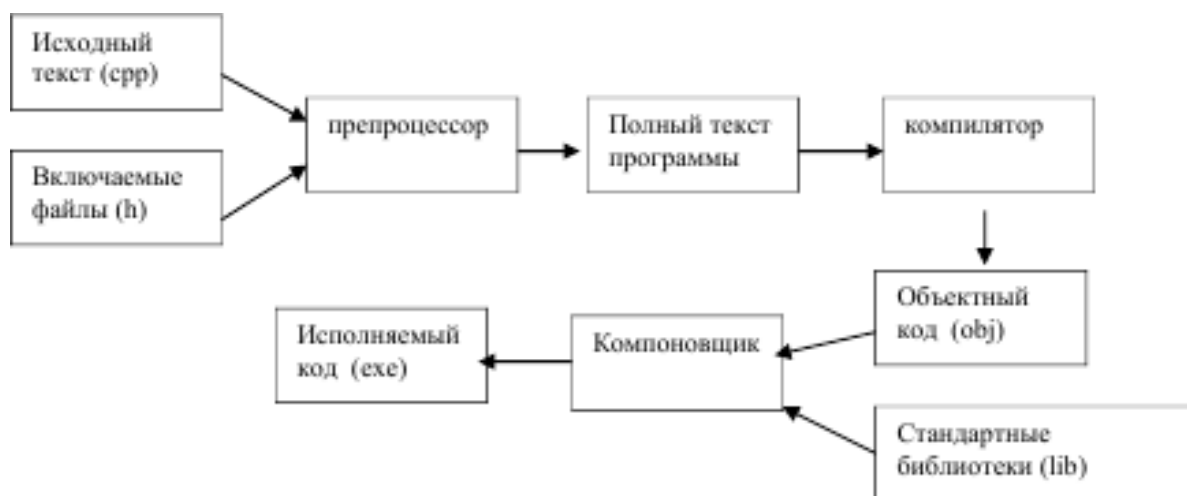 Исходный
текст (cpp)
Включаемые
файлы (h)
препроцессор
Полный текст
программы
компилятор
Объектный
код (obj)
Компоновщик
Исполняемый
код (exe)
Стандартные
библиотеки (lib)